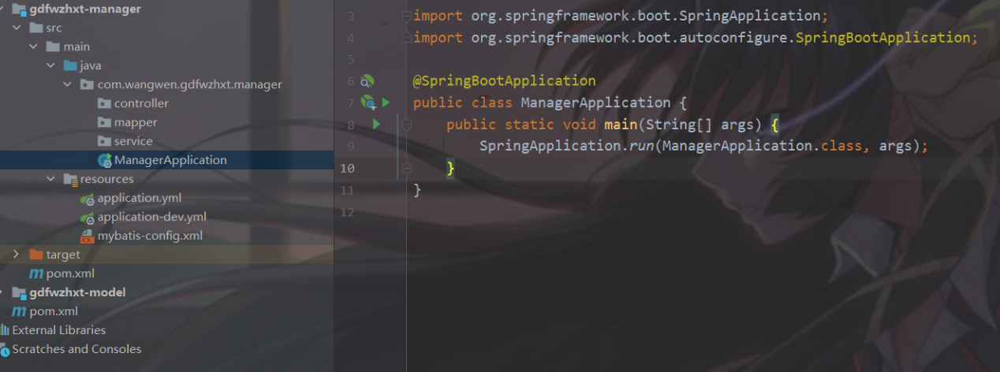 gdfwzhxt-manager
src
main
java
com.wangwen.gdfwzhxt.manager
controller
mapper
service
ManagerApplication
resources
application.yml
application-dev.yml
mybatis-config.xml
target
pom.xml
gdfwzhxt-model
pom.xml
External Libraries
Scratches and Consoles
3 import org.springframework.boot.SpringApplication;
4 import org.springframework.boot.autoconfigure.SpringBootApplication;
5
6 @SpringBootApplication
7 public class ManagerApplication {
8 public static void main(String[] args) {
9 SpringApplication.run(ManagerApplication.class, args);
10 }
11 }
12